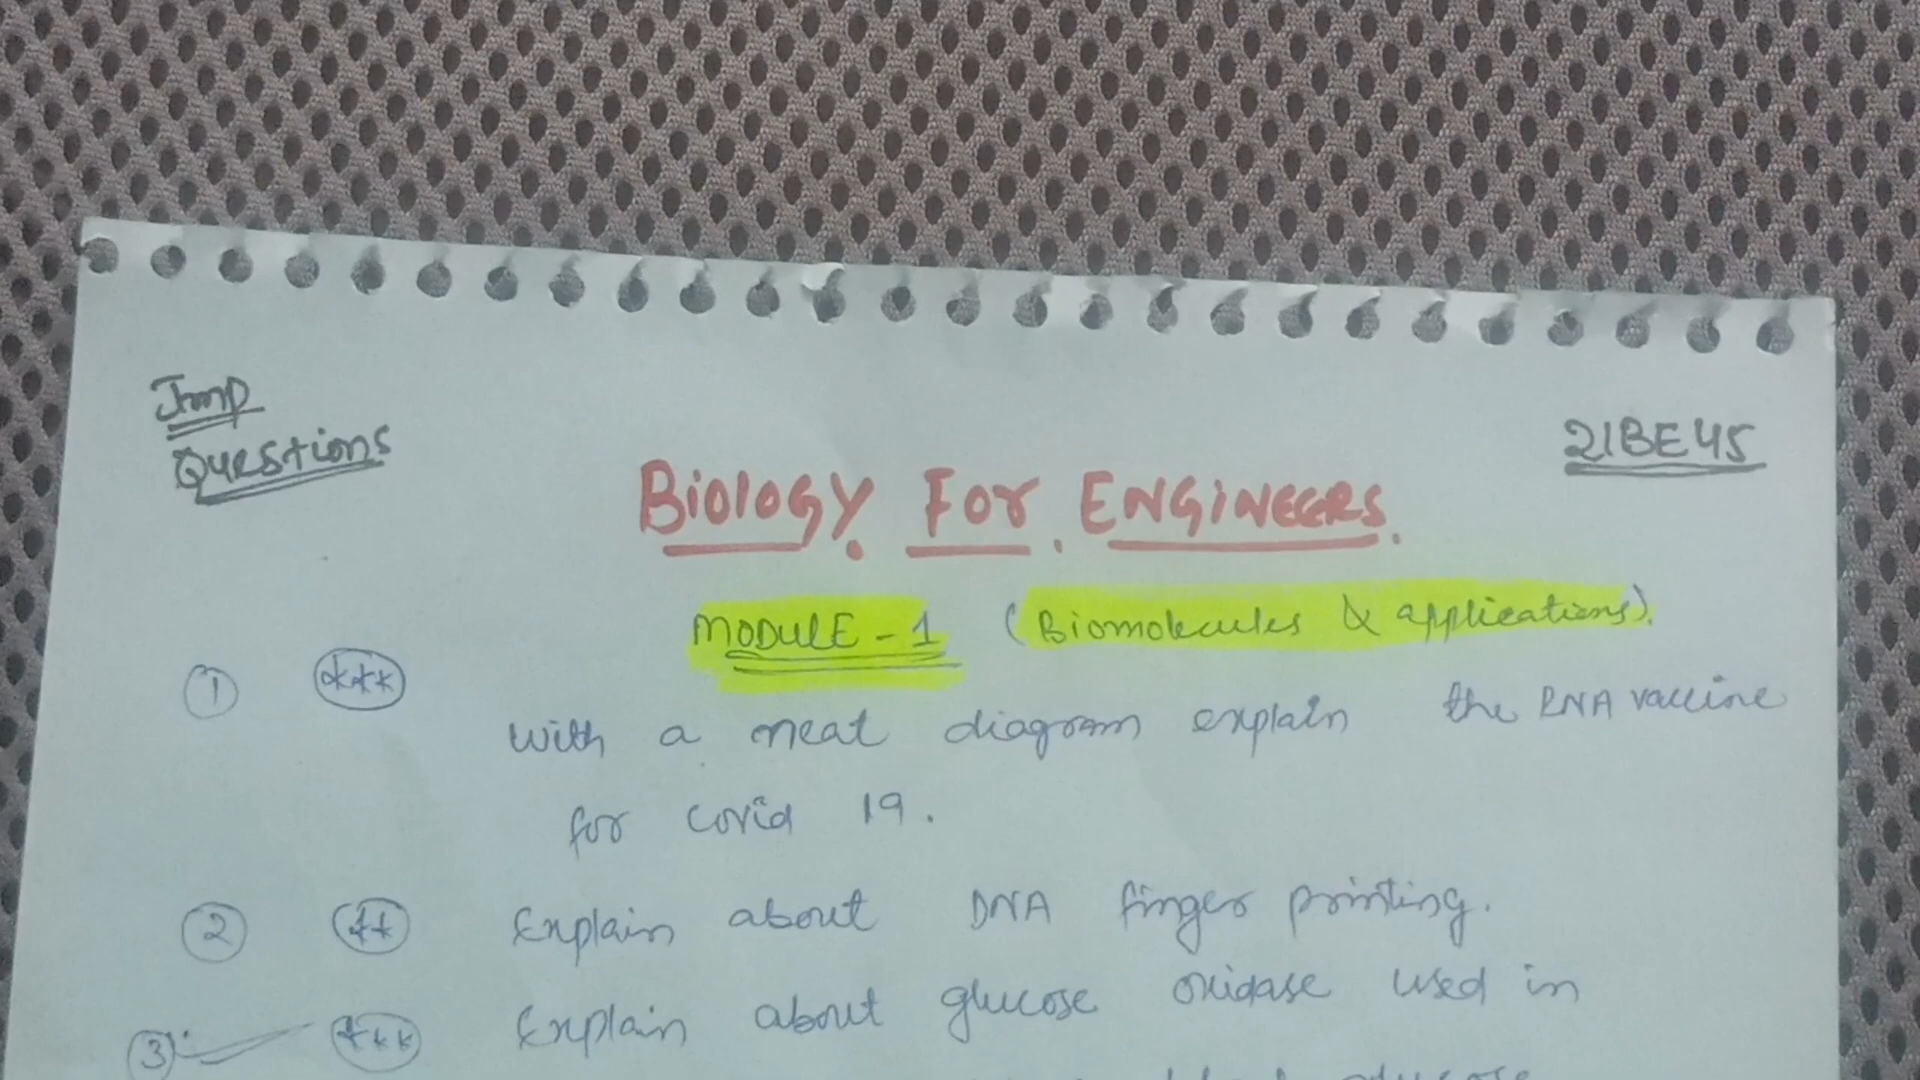 Imp
Questions
21BE45
Biology For Engineers.
MODULE - 1 (Biomolecules & applications).
1 *** with a neat diagram explain the RNA vaccine
for covid 19.
2 ** Explain about DNA finger printing.
3 *** Explain about glucose oxidase used in
glucose